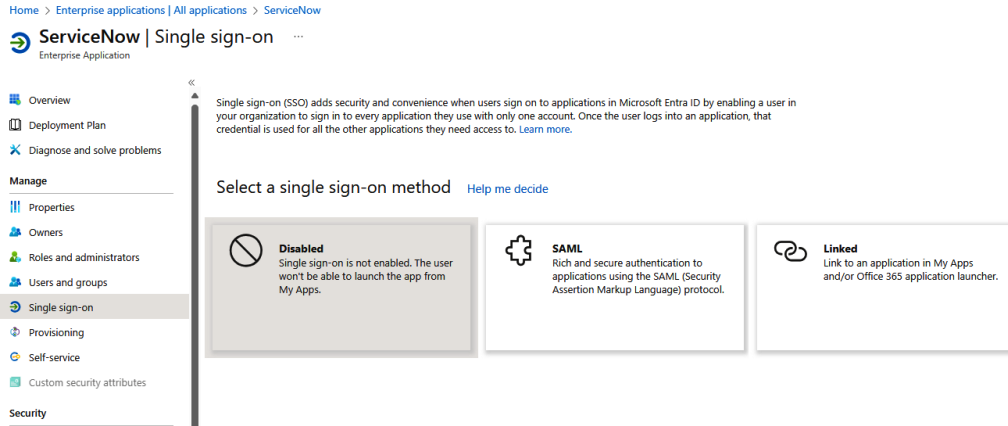 Home > Enterprise applications | All applications > ServiceNow
ServiceNow | Single sign-on ...
Enterprise Application
«
Overview
Deployment Plan
Diagnose and solve problems
Manage
Properties
Owners
Roles and administrators
Users and groups
Single sign-on
Provisioning
Self-service
Custom security attributes
Security
Single sign-on (SSO) adds security and convenience when users sign on to applications in Microsoft Entra ID by enabling a user in
your organization to sign in to every application they use with only one account. Once the user logs into an application, that
credential is used for all the other applications they need access to. Learn more.
Select a single sign-on method Help me decide
Disabled
Single sign-on is not enabled. The user
won't be able to launch the app from
My Apps.
SAML
Rich and secure authentication to
applications using the SAML (Security
Assertion Markup Language) protocol.
Linked
Link to an application in My Apps
and/or Office 365 application launcher.